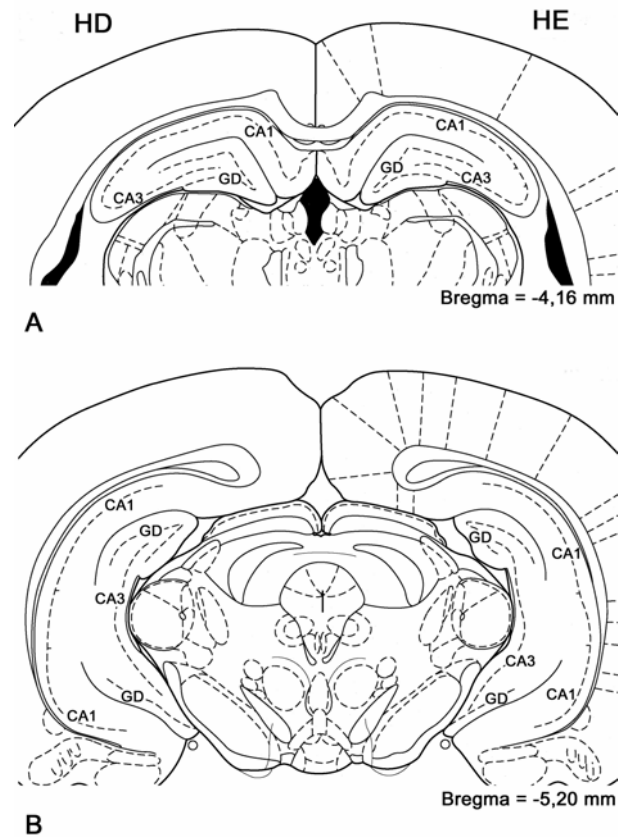 HD HE
CA1 CA1
GD GD
CA3 CA3
Bregma = -4,16 mm
A
CA1
GD GD
CA1
CA3
CA3
GD GD CA1
CA1
Bregma = -5,20 mm
B